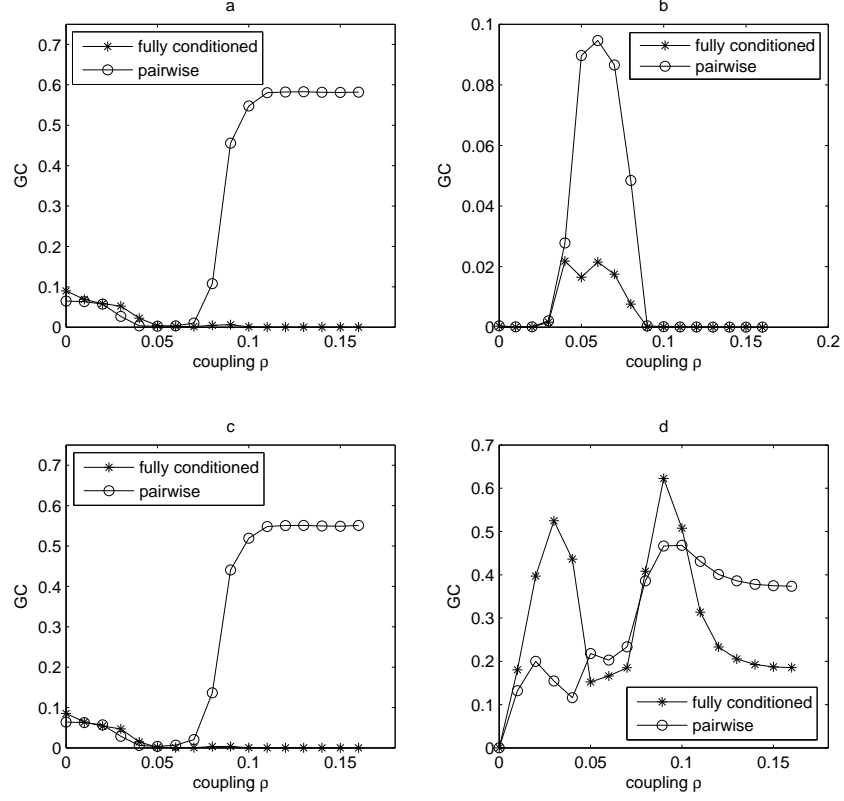 a
0.7
0.6
0.5
0.4
0.3
0.2
0.1
0
GC
fully conditioned
pairwise
0 0.05 0.1 0.15
coupling ρ
b
0.1
0.08
0.06
0.04
0.02
0
GC
fully conditioned
pairwise
0 0.05 0.1 0.15 0.2
coupling ρ
c
0.7
0.6
0.5
0.4
0.3
0.2
0.1
0
GC
fully conditioned
pairwise
0 0.05 0.1 0.15
coupling ρ
d
0.7
0.6
0.5
0.4
0.3
0.2
0.1
0
GC
fully conditioned
pairwise
0 0.05 0.1 0.15
coupling ρ